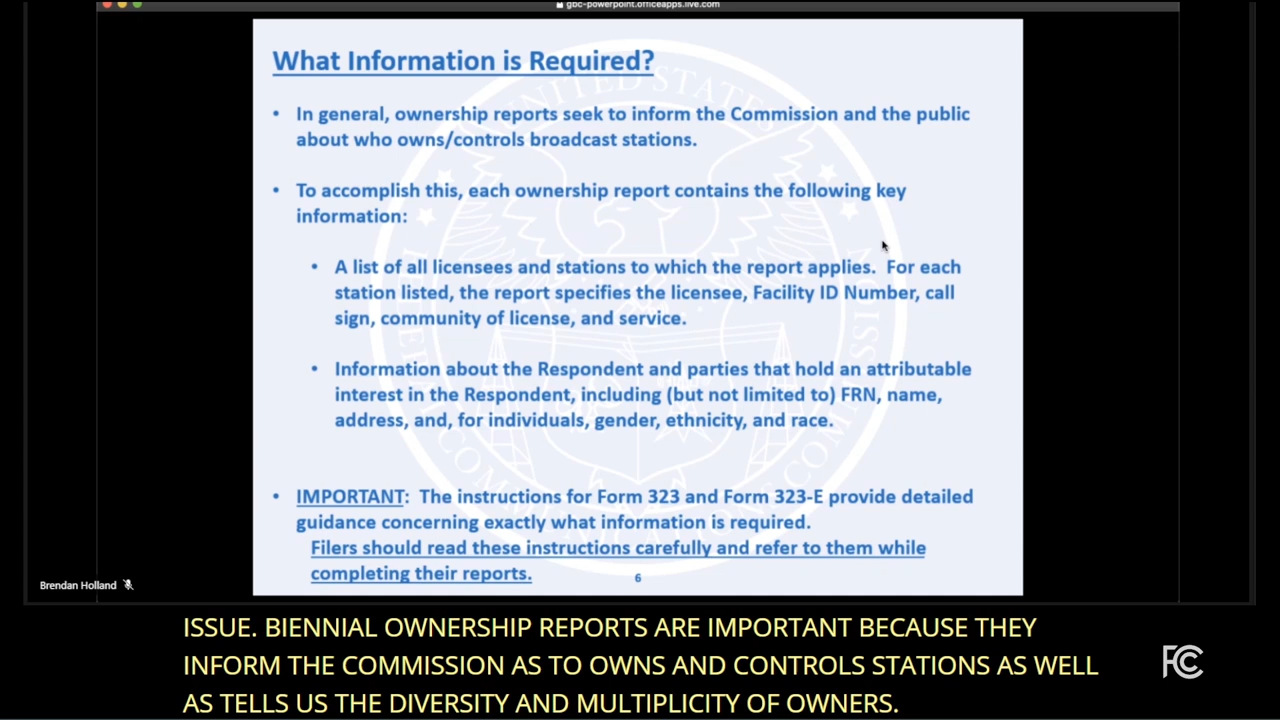 gbc-powerpoint.officeapps.live.com
What Information is Required?
• In general, ownership reports seek to inform the Commission and the public
about who owns/controls broadcast stations.
• To accomplish this, each ownership report contains the following key
information:
• A list of all licensees and stations to which the report applies.  For each
station listed, the report specifies the licensee, Facility ID Number, call
sign, community of license, and service.
• Information about the Respondent and parties that hold an attributable
interest in the Respondent, including (but not limited to) FRN, name,
address, and, for individuals, gender, ethnicity, and race.
• IMPORTANT:  The instructions for Form 323 and Form 323-E provide detailed
guidance concerning exactly what information is required.
Filers should read these instructions carefully and refer to them while
completing their reports.
6
UNITED STATES
FEDERAL COMMUNICATIONS COMMISSION
Brendan Holland
ISSUE. BIENNIAL OWNERSHIP REPORTS ARE IMPORTANT BECAUSE THEY
INFORM THE COMMISSION AS TO OWNS AND CONTROLS STATIONS AS WELL
AS TELLS US THE DIVERSITY AND MULTIPLICITY OF OWNERS.
FCC